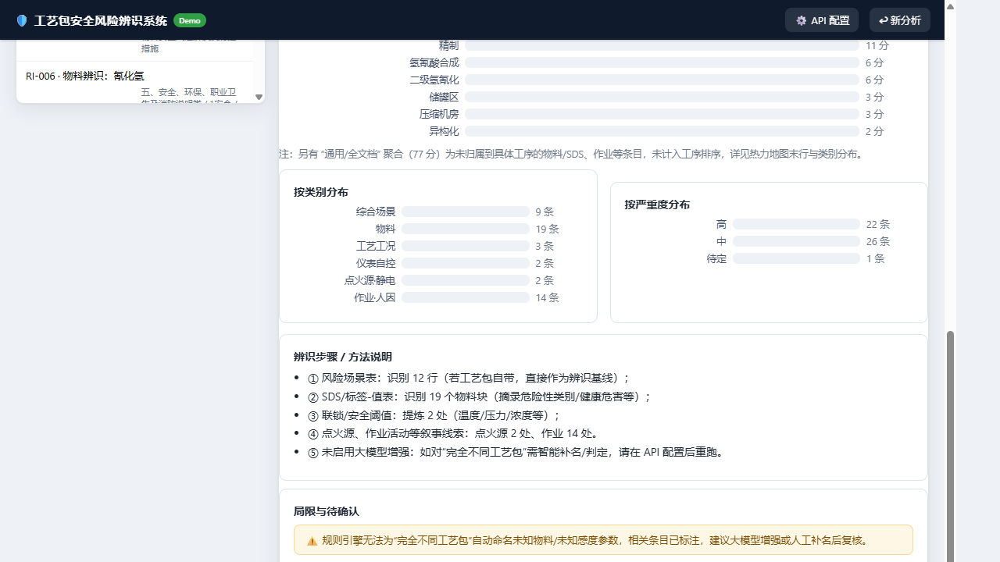 工艺包安全风险辨识系统 Demo
API 配置
↩ 新分析
措施
RI-006 · 物料辨识：氰化氢
五、安全、环保、职业卫
精制 11 分
氢氰酸合成 6 分
二级氢氰化 6 分
储罐区 3 分
压缩机房 3 分
异构化 2 分
注：另有 “通用/全文档” 聚合（77 分）为未归属到具体工序的物料/SDS、作业等条目，未计入工序排序，详见热力地图末行与类别分布。
按类别分布
综合场景 9 条
物料 19 条
工艺工况 3 条
仪表自控 2 条
点火源·静电 2 条
作业·人因 14 条
按严重度分布
高 22 条
中 26 条
待定 1 条
辨识步骤 / 方法说明
• ① 风险场景表：识别 12 行（若工艺包自带，直接作为辨识基线）；
• ② SDS/标签-值表：识别 19 个物料块（摘录危险性类别/健康危害等）；
• ③ 联锁/安全阈值：提炼 2 处（温度/压力/浓度等）；
• ④ 点火源、作业活动等叙事线索：点火源 2 处、作业 14 处。
• ⑤ 未启用大模型增强：如对“完全不同工艺包”需智能补名/判定，请在 API 配置后重跑。
局限与待确认
⚠ 规则引擎无法为“完全不同工艺包”自动命名未知物料/未知感度参数，相关条目已标注，建议大模型增强或人工补名后复核。